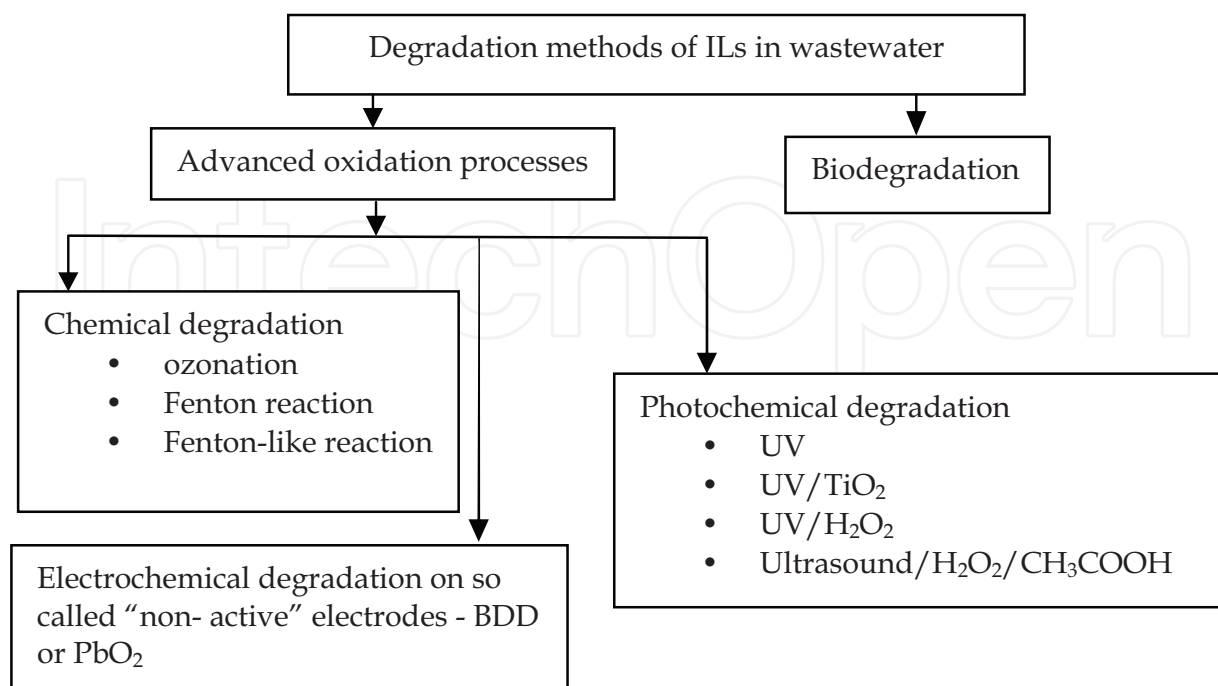 Degradation methods of ILs in wastewater
Advanced oxidation processes
Biodegradation
IntechOpen
Chemical degradation
• ozonation
• Fenton reaction
• Fenton-like reaction
Photochemical degradation
• UV
• UV/TiO₂
• UV/H₂O₂
• Ultrasound/H₂O₂/CH₃COOH
Electrochemical degradation on so
called “non- active” electrodes - BDD
or PbO₂